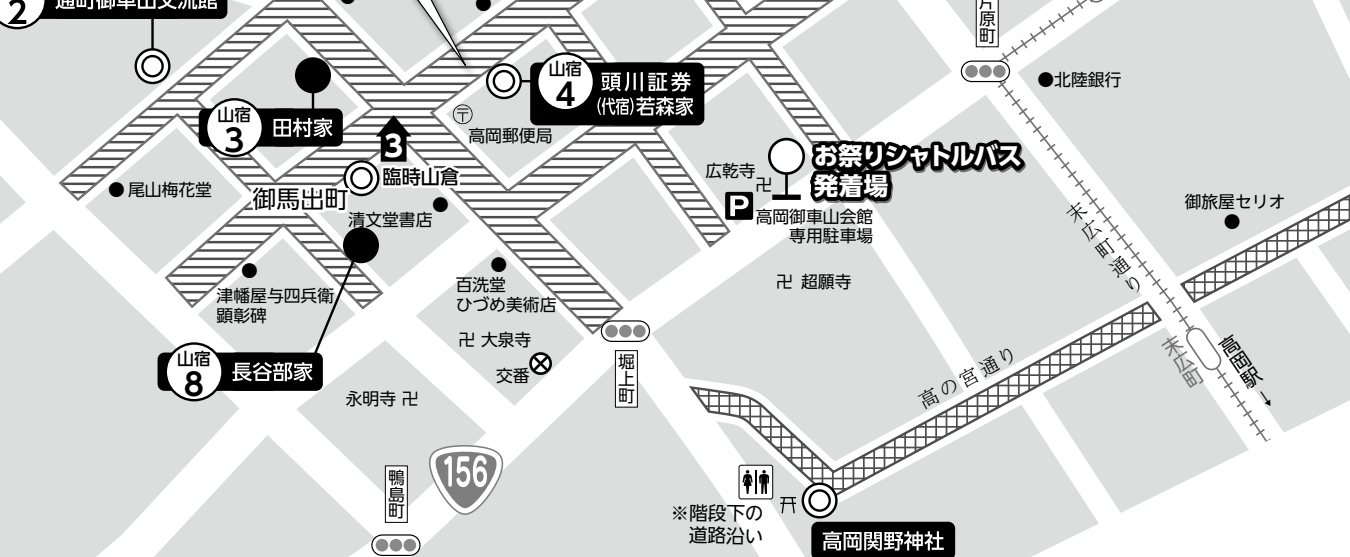 2
通町御車山交流館
片原町
北陸銀行
山宿
4
頭川証券
(代宿)若森家
山宿
3
田村家
〒
高岡郵便局
3
お祭りシャトルバス
発着場
広乾寺
卍
P
高岡御車山会館
専用駐車場
尾山梅花堂
御馬出町
臨時山倉
清文堂書店
御旅屋セリオ
末広町通り
卍 超願寺
津幡屋与四兵衛
顕彰碑
百洗堂
ひづめ美術店
卍 大泉寺
交番
堀上町
山宿
8
長谷部家
永明寺 卍
高の宮通り
末広町
高岡駅
↓
156
鴨島町
※階段下の
道路沿い
高岡関野神社